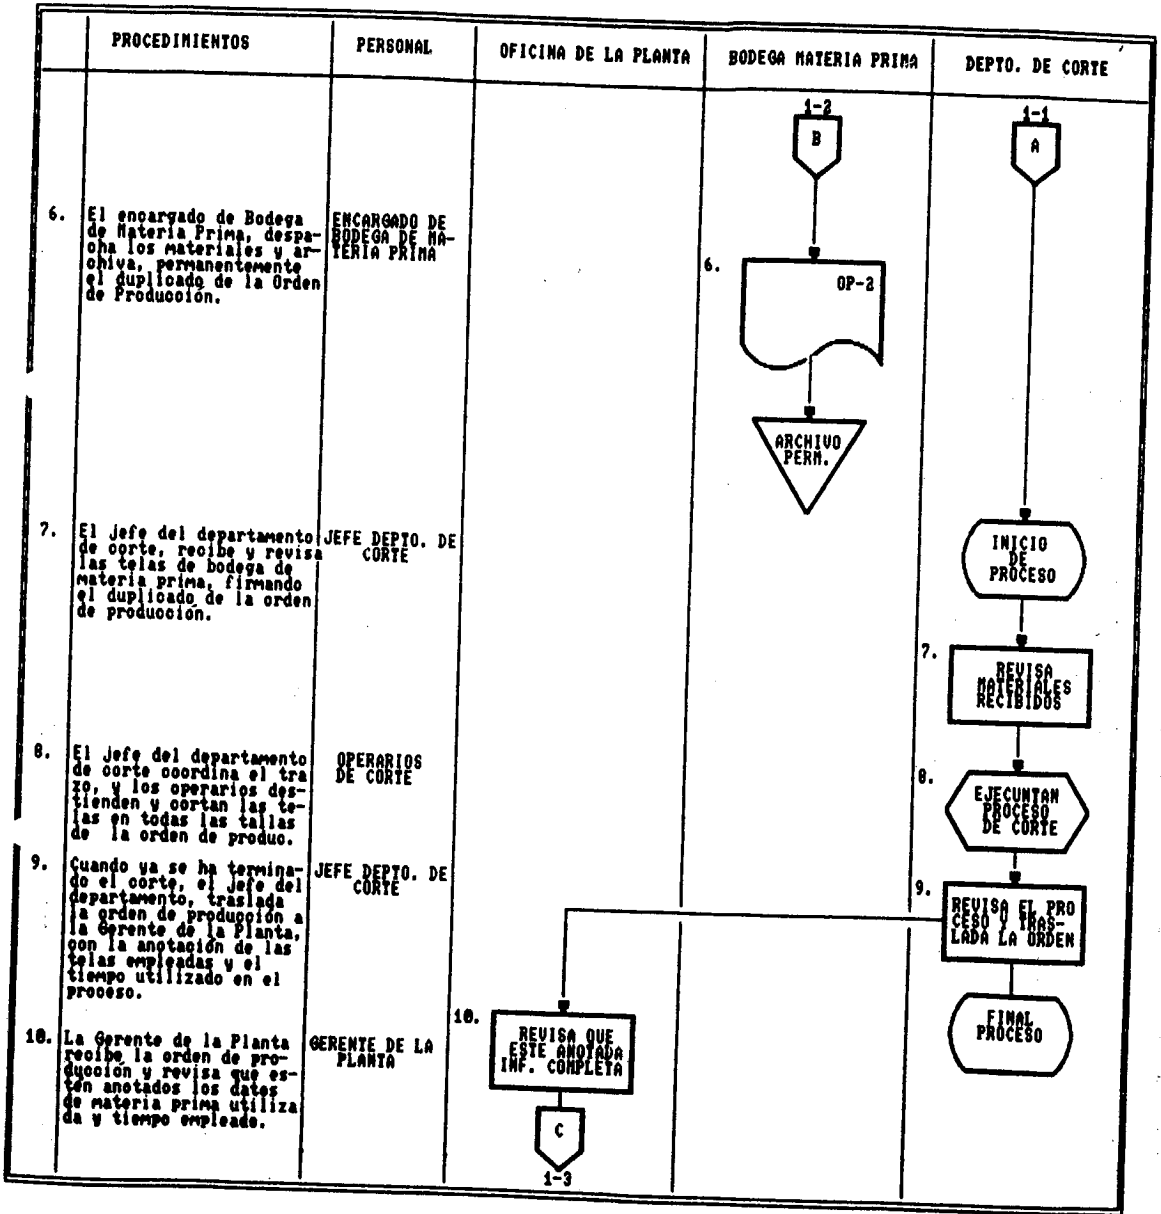 PROCEDIMIENTOS
PERSONAL
OFICINA DE LA PLANTA
BODEGA MATERIA PRIMA
DEPTO. DE CORTE
1-2
B
1-1
A
6.
El encargado de Bodega
de Materia Prima, despa-
cha los materiales y ar-
chiva, permanentemente
el duplicado de la Orden
de Producción.
ENCARGADO DE
BODEGA DE MA-
TERIA PRIMA
6.
OP-2
ARCHIVO
PERM.
7.
El jefe del departamento
de corte, recibe y revisa
las telas de bodega de
materia prima, firmando
el duplicado de la orden
de producción.
JEFE DEPTO. DE
CORTE
INICIO
DE
PROCESO
7.
REVISA
MATERIALES
RECIBIDOS
8.
El jefe del departamento
de corte coordina el tra
zo, y los operarios des-
tienden y cortan las te-
las en todas las tallas
de la orden de produc.
OPERARIOS
DE CORTE
8.
EJECUNTAN
PROCESO
DE CORTE
9.
Cuando ya se ha termina-
do el corte, el jefe del
departamento, traslada
la orden de producción a
la Gerente de la Planta,
con la anotación de las
telas empleadas y el
tiempo utilizado en el
proceso.
JEFE DEPTO. DE
CORTE
9.
REVISA EL PRO
CESO Y TRAS-
LADA LA ORDEN
FINAL
PROCESO
10.
La Gerente de la Planta
recibe la orden de pro-
ducción y revisa que es-
tén anotados los datos
de materia prima utiliza
da y tiempo empleado.
GERENTE DE LA
PLANTA
10.
REVISA QUE
ESTE ANOTADA
INF. COMPLETA
C
1-3